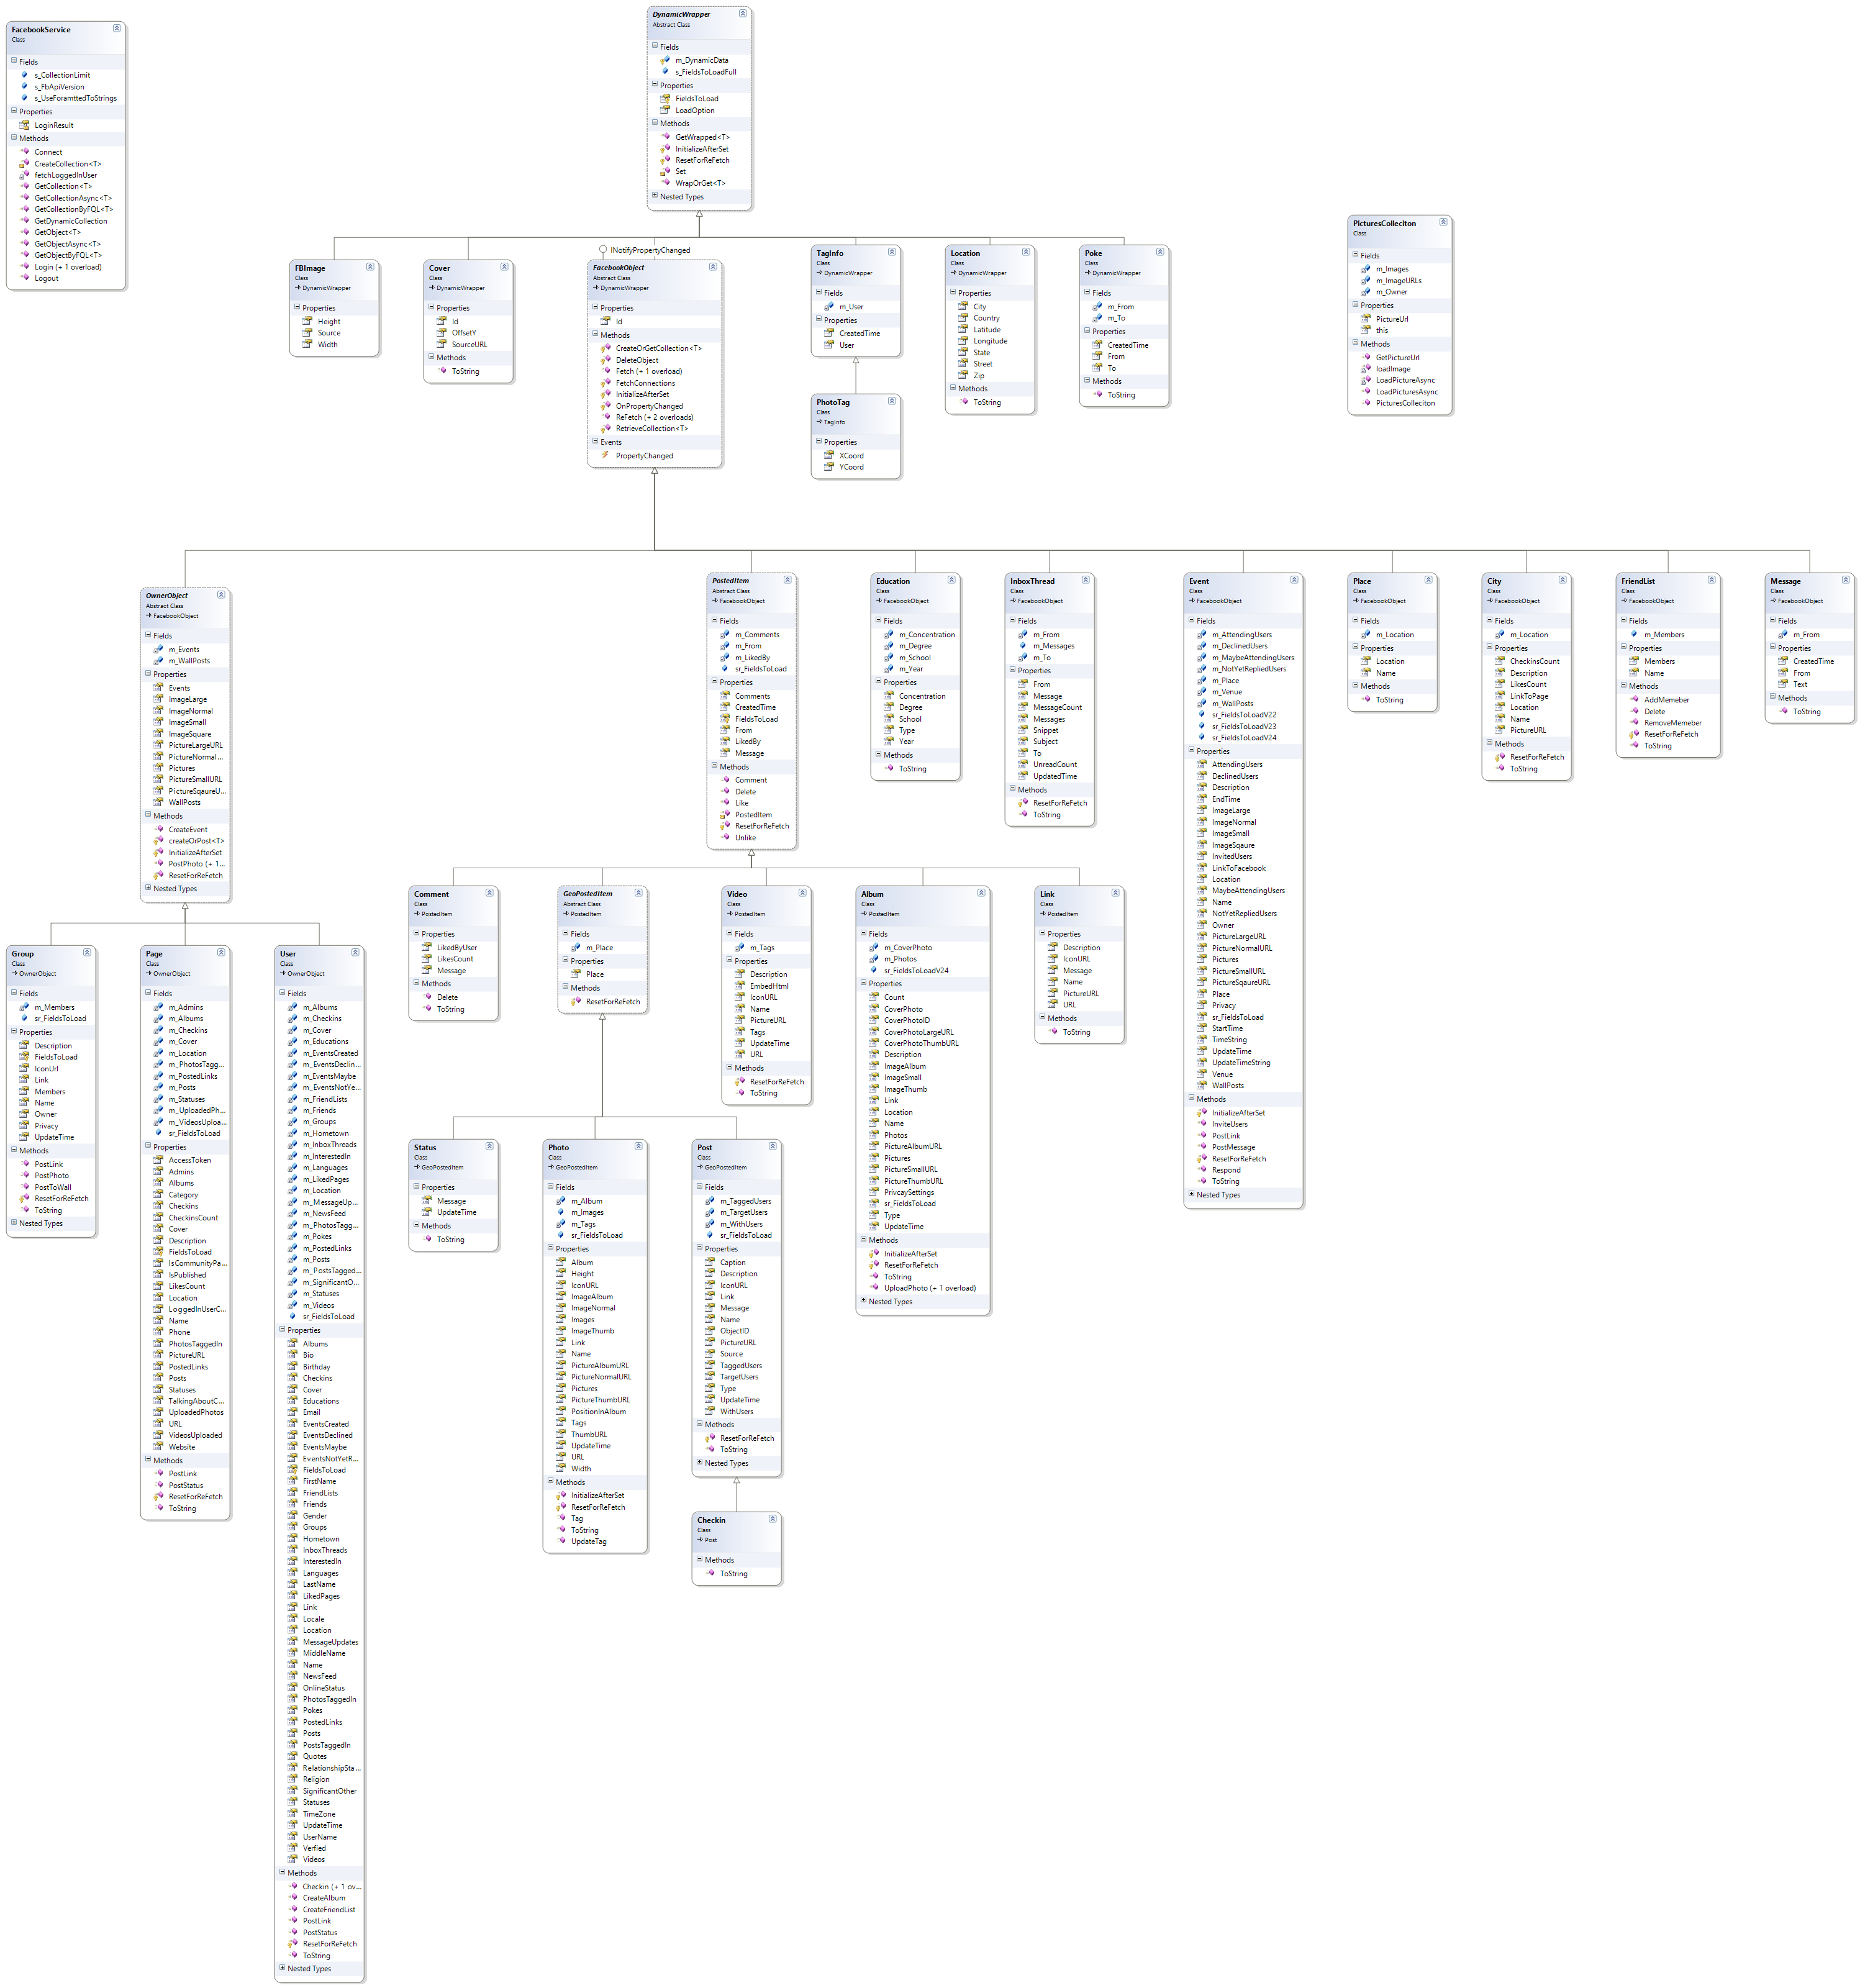 FacebookService
Class
Fields
s_CollectionLimit
s_FbApiVersion
s_UseForamttedToStrings
Properties
LoginResult
Methods
Connect
CreateCollection<T>
fetchLoggedInUser
GetCollection<T>
GetCollectionAsync<T>
GetCollectionByFQL<T>
GetDynamicCollection
GetObject<T>
GetObjectAsync<T>
GetObjectByFQL<T>
Login (+ 1 overload)
Logout
DynamicWrapper
Abstract Class
Fields
m_DynamicData
s_FieldsToLoadFull
Properties
FieldsToLoad
LoadOption
Methods
GetWrapped<T>
InitializeAfterSet
ResetForReFetch
Set
WrapOrGet<T>
Nested Types
FBImage
Class
DynamicWrapper
Properties
Height
Source
Width
Cover
Class
DynamicWrapper
Properties
Id
OffsetY
SourceURL
Methods
ToString
INotifyPropertyChanged
FacebookObject
Abstract Class
DynamicWrapper
Properties
Id
Methods
CreateOrGetCollection<T>
DeleteObject
Fetch (+ 1 overload)
FetchConnections
InitializeAfterSet
OnPropertyChanged
ReFetch (+ 2 overloads)
RetrieveCollection<T>
Events
PropertyChanged
TagInfo
Class
DynamicWrapper
Fields
m_User
Properties
CreatedTime
User
PhotoTag
Class
TagInfo
Properties
XCoord
YCoord
Location
Class
DynamicWrapper
Properties
City
Country
Latitude
Longitude
State
Street
Zip
Methods
ToString
Poke
Class
DynamicWrapper
Fields
m_From
m_To
Properties
CreatedTime
From
To
Methods
ToString
PicturesColleciton
Class
Fields
m_Images
m_ImageURLs
m_Owner
Properties
PictureUrl
this
Methods
GetPictureUrl
loadImage
LoadPictureAsync
LoadPicturesAsync
PicturesColleciton
OwnerObject
Abstract Class
FacebookObject
Fields
m_Events
m_WallPosts
Properties
Events
ImageLarge
ImageNormal
ImageSmall
ImageSquare
PictureLargeURL
PictureNormal ...
Pictures
PictureSmallURL
PictureSqaureU...
WallPosts
Methods
CreateEvent
createOrPost<T>
InitializeAfterSet
PostPhoto (+ 1...
ResetForReFetch
Nested Types
PostedItem
Abstract Class
FacebookObject
Fields
m_Comments
m_From
m_LikedBy
sr_FieldsToLoad
Properties
Comments
CreatedTime
FieldsToLoad
From
LikedBy
Message
Methods
Comment
Delete
Like
PostedItem
ResetForReFetch
Unlike
Education
Class
FacebookObject
Fields
m_Concentration
m_Degree
m_School
m_Year
Properties
Concentration
Degree
School
Type
Year
Methods
ToString
InboxThread
Class
FacebookObject
Fields
m_From
m_Messages
m_To
Properties
From
Message
MessageCount
Messages
Snippet
Subject
To
UnreadCount
UpdatedTime
Methods
ResetForReFetch
ToString
Event
Class
FacebookObject
Fields
m_AttendingUsers
m_DeclinedUsers
m_MaybeAttendingUsers
m_NotYetRepliedUsers
m_Place
m_Venue
m_WallPosts
sr_FieldsToLoadV22
sr_FieldsToLoadV23
sr_FieldsToLoadV24
Properties
AttendingUsers
DeclinedUsers
Description
EndTime
ImageLarge
ImageNormal
ImageSmall
ImageSqaure
InvitedUsers
LinkToFacebook
Location
MaybeAttendingUsers
Name
NotYetRepliedUsers
Owner
PictureLargeURL
PictureNormalURL
Pictures
PictureSmallURL
PictureSqaureURL
Place
Privacy
sr_FieldsToLoad
StartTime
TimeString
UpdateTime
UpdateTimeString
Venue
WallPosts
Methods
InitializeAfterSet
InviteUsers
PostLink
PostMessage
ResetForReFetch
Respond
ToString
Nested Types
Place
Class
FacebookObject
Fields
m_Location
Properties
Location
Name
Methods
ToString
City
Class
FacebookObject
Fields
m_Location
Properties
CheckinsCount
Description
LikesCount
LinkToPage
Location
Name
PictureURL
Methods
ResetForReFetch
ToString
FriendList
Class
FacebookObject
Fields
m_Members
Properties
Members
Name
Methods
AddMemeber
Delete
RemoveMemeber
ResetForReFetch
ToString
Message
Class
FacebookObject
Fields
m_From
Properties
CreatedTime
From
Text
Methods
ToString
Group
Class
OwnerObject
Fields
m_Members
sr_FieldsToLoad
Properties
Description
FieldsToLoad
IconUrl
Link
Members
Name
Owner
Privacy
UpdateTime
Methods
PostLink
PostPhoto
PostToWall
ResetForReFetch
ToString
Nested Types
Page
Class
OwnerObject
Fields
m_Admins
m_Albums
m_Checkins
m_Cover
m_Location
m_PhotosTagg...
m_PostedLinks
m_Posts
m_Statuses
m_UploadedPh...
m_VideosUploa...
sr_FieldsToLoad
Properties
AccessToken
Admins
Albums
Category
Checkins
CheckinsCount
Cover
Description
FieldsToLoad
IsCommunityPa...
IsPublished
LikesCount
Location
LoggedInUserC...
Name
Phone
PhotosTaggedIn
PictureURL
PostedLinks
Posts
Statuses
TalkingAboutC...
UploadedPhotos
URL
VideosUploaded
Website
Methods
PostLink
PostStatus
ResetForReFetch
ToString
User
Class
OwnerObject
Fields
m_Albums
m_Checkins
m_Cover
m_Educations
m_EventsCreated
m_EventsDeclin...
m_EventsMaybe
m_EventsNotYe...
m_FriendLists
m_Friends
m_Groups
m_Hometown
m_InboxThreads
m_InterestedIn
m_Languages
m_LikedPages
m_Location
m_MessageUp...
m_NewsFeed
m_PhotosTagg...
m_Pokes
m_PostedLinks
m_Posts
m_PostsTagged...
m_SignificantO...
m_Statuses
m_Videos
sr_FieldsToLoad
Properties
Albums
Bio
Birthday
Checkins
Cover
Educations
Email
EventsCreated
EventsDeclined
EventsMaybe
EventsNotYetR...
FieldsToLoad
FirstName
FriendLists
Friends
Gender
Groups
Hometown
InboxThreads
InterestedIn
Languages
LastName
LikedPages
Link
Locale
Location
MessageUpdates
MiddleName
Name
NewsFeed
OnlineStatus
PhotosTaggedIn
Pokes
PostedLinks
Posts
PostsTaggedIn
Quotes
RelationshipSta...
Religion
SignificantOther
Statuses
TimeZone
UpdateTime
UserName
Verfied
Videos
Methods
Checkin (+ 1 ov...
CreateAlbum
CreateFriendList
PostLink
PostStatus
ResetForReFetch
ToString
Nested Types
Comment
Class
PostedItem
Properties
LikedByUser
LikesCount
Message
Methods
Delete
ToString
GeoPostedItem
Abstract Class
PostedItem
Fields
m_Place
Properties
Place
Methods
ResetForReFetch
Video
Class
PostedItem
Fields
m_Tags
Properties
Description
EmbedHtml
IconURL
Name
PictureURL
Tags
UpdateTime
URL
Methods
ResetForReFetch
ToString
Album
Class
PostedItem
Fields
m_CoverPhoto
m_Photos
sr_FieldsToLoadV24
Properties
Count
CoverPhoto
CoverPhotoID
CoverPhotoLargeURL
CoverPhotoThumbURL
Description
ImageAlbum
ImageSmall
ImageThumb
Link
Location
Name
Photos
PictureAlbumURL
Pictures
PictureSmallURL
PictureThumbURL
PrivcaySettings
sr_FieldsToLoad
Type
UpdateTime
Methods
InitializeAfterSet
ResetForReFetch
ToString
UploadPhoto (+ 1 overload)
Nested Types
Link
Class
PostedItem
Properties
Description
IconURL
Message
Name
PictureURL
URL
Methods
ToString
Status
Class
GeoPostedItem
Properties
Message
UpdateTime
Methods
ToString
Photo
Class
GeoPostedItem
Fields
m_Album
m_Images
m_Tags
sr_FieldsToLoad
Properties
Album
Height
IconURL
ImageAlbum
ImageNormal
Images
ImageThumb
Link
Name
PictureAlbumURL
PictureNormalURL
Pictures
PictureThumbURL
PositionInAlbum
Tags
ThumbURL
UpdateTime
URL
Width
Methods
InitializeAfterSet
ResetForReFetch
Tag
ToString
UpdateTag
Post
Class
GeoPostedItem
Fields
m_TaggedUsers
m_TargetUsers
m_WithUsers
sr_FieldsToLoad
Properties
Caption
Description
IconURL
Link
Message
Name
ObjectID
PictureURL
Source
TaggedUsers
TargetUsers
Type
UpdateTime
WithUsers
Methods
ResetForReFetch
ToString
Nested Types
Checkin
Class
Post
Methods
ToString